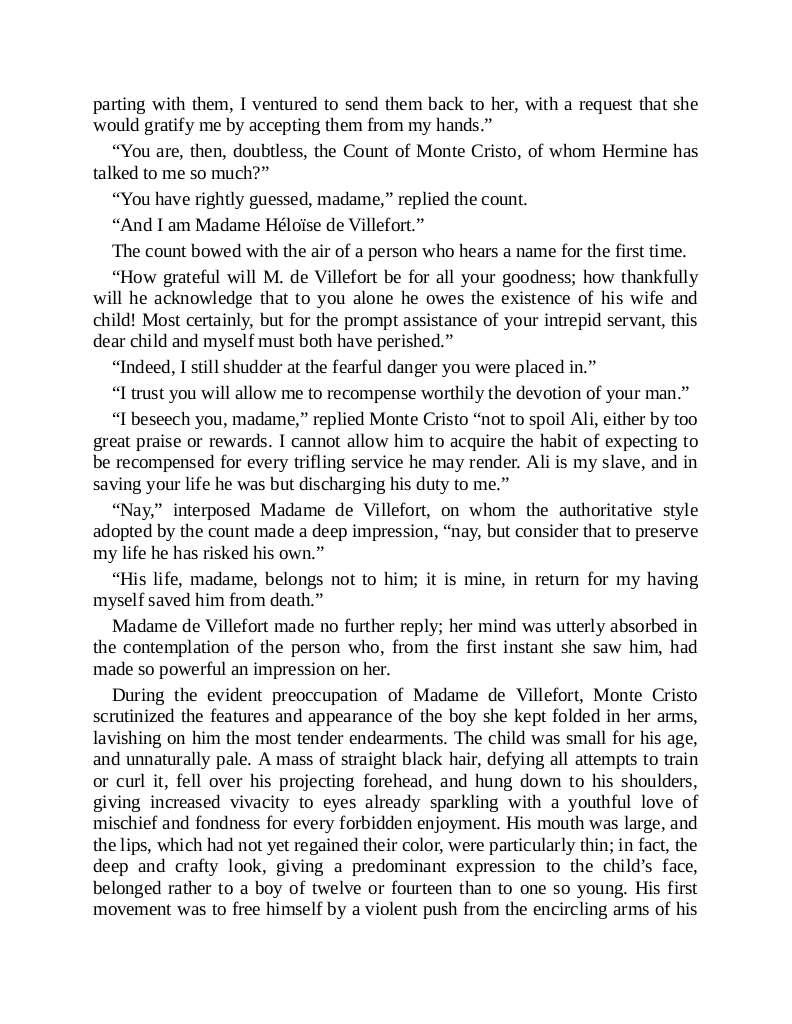 parting with them, I ventured to send them back to her, with a request that she
would gratify me by accepting them from my hands.”
“You are, then, doubtless, the Count of Monte Cristo, of whom Hermine has
talked to me so much?”
“You have rightly guessed, madame,” replied the count.
“And I am Madame Héloïse de Villefort.”
The count bowed with the air of a person who hears a name for the first time.
“How grateful will M. de Villefort be for all your goodness; how thankfully
will he acknowledge that to you alone he owes the existence of his wife and
child! Most certainly, but for the prompt assistance of your intrepid servant, this
dear child and myself must both have perished.”
“Indeed, I still shudder at the fearful danger you were placed in.”
“I trust you will allow me to recompense worthily the devotion of your man.”
“I beseech you, madame,” replied Monte Cristo “not to spoil Ali, either by too
great praise or rewards. I cannot allow him to acquire the habit of expecting to
be recompensed for every trifling service he may render. Ali is my slave, and in
saving your life he was but discharging his duty to me.”
“Nay,” interposed Madame de Villefort, on whom the authoritative style
adopted by the count made a deep impression, “nay, but consider that to preserve
my life he has risked his own.”
“His life, madame, belongs not to him; it is mine, in return for my having
myself saved him from death.”
Madame de Villefort made no further reply; her mind was utterly absorbed in
the contemplation of the person who, from the first instant she saw him, had
made so powerful an impression on her.
During the evident preoccupation of Madame de Villefort, Monte Cristo
scrutinized the features and appearance of the boy she kept folded in her arms,
lavishing on him the most tender endearments. The child was small for his age,
and unnaturally pale. A mass of straight black hair, defying all attempts to train
or curl it, fell over his projecting forehead, and hung down to his shoulders,
giving increased vivacity to eyes already sparkling with a youthful love of
mischief and fondness for every forbidden enjoyment. His mouth was large, and
the lips, which had not yet regained their color, were particularly thin; in fact, the
deep and crafty look, giving a predominant expression to the child’s face,
belonged rather to a boy of twelve or fourteen than to one so young. His first
movement was to free himself by a violent push from the encircling arms of his